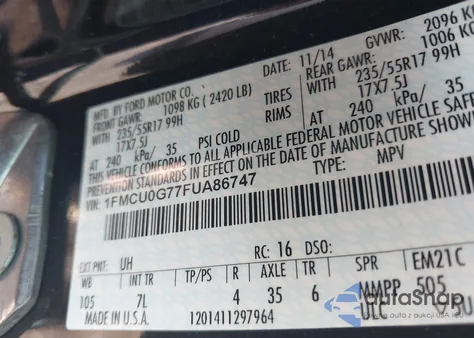 MFD. BY FORD MOTOR CO.
DATE: 11/14
GVWR: 2096 KG
FRONT GAWR: 1098 KG (2420 LB)
REAR GAWR: 1006 KG
WITH 235/55R17 99H TIRES
WITH 235/55R17 99H
17X7.5J RIMS
17X7.5J
AT 240 kPa/ 35 PSI COLD
AT 240 kPa/ 35
CONFORMS TO ALL APPLICABLE FEDERAL MOTOR VEHICLE SAFE
PREVENTION STANDARDS IN EFFECT ON THE DATE OF MANUFACTURE SHOW
VIN: 1FMCU0G77FUA86747
TYPE: MPV
EXT PNT: UH RC: 16 DSO:
WB INT TR TP/PS R AXLE TR SPR EM21C
105 7L 4 35 6 MMPP 505
MADE IN U.S.A. 1201411297964 ULC
autoSnap